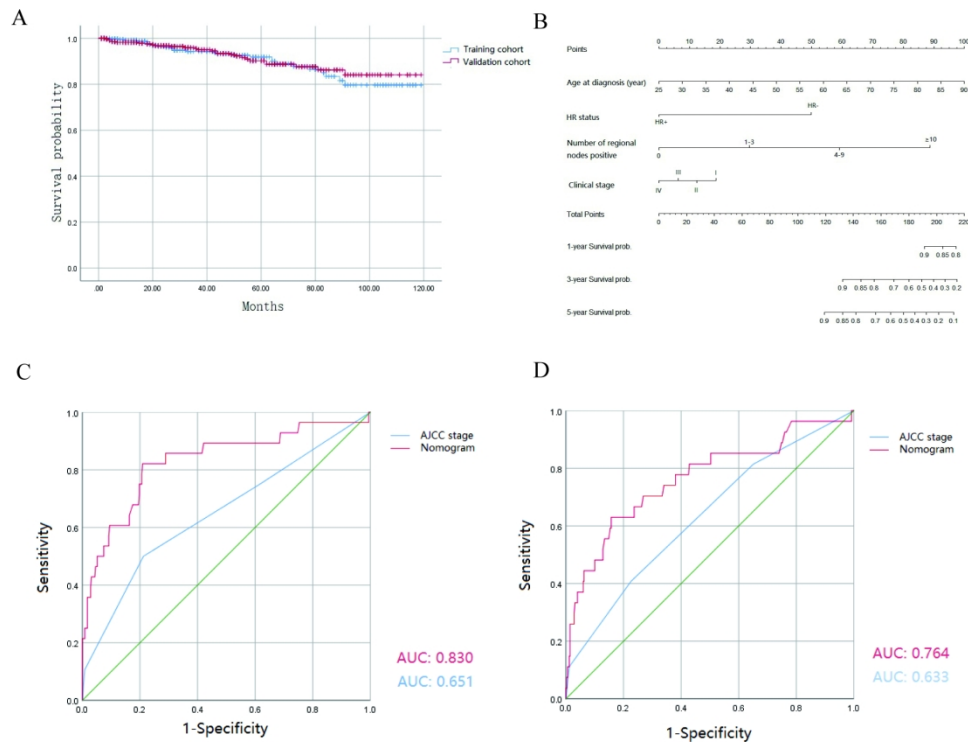 A
1.0
0.8
0.6
0.4
0.2
0.0
Survival probability
.00 20.00 40.00 60.00 80.00 100.00 120.00
Months
Training cohort
Validation cohort
B
Points
0 10 20 30 40 50 60 70 80 90 100
Age at diagnosis (year)
25 30 35 40 45 50 55 60 65 70 75 80 85 90
HR status
HR-
HR+
Number of regional
nodes positive
1-3
≥10
0
4-9
Clinical stage
III
I
IV
II
Total Points
0 20 40 60 80 100 120 140 160 180 200 220
1-year Survival prob.
0.9 0.85 0.8
3-year Survival prob.
0.9 0.85 0.8 0.7 0.6 0.5 0.4 0.3 0.2
5-year Survival prob.
0.9 0.85 0.8 0.7 0.6 0.5 0.4 0.3 0.2 0.1
C
1.0
0.8
0.6
0.4
0.2
0.0
Sensitivity
0.0 0.2 0.4 0.6 0.8 1.0
1-Specificity
AJCC stage
Nomogram
AUC: 0.830
AUC: 0.651
D
1.0
0.8
0.6
0.4
0.2
0.0
Sensitivity
0.0 0.2 0.4 0.6 0.8 1.0
1-Specificity
AJCC stage
Nomogram
AUC: 0.764
AUC: 0.633